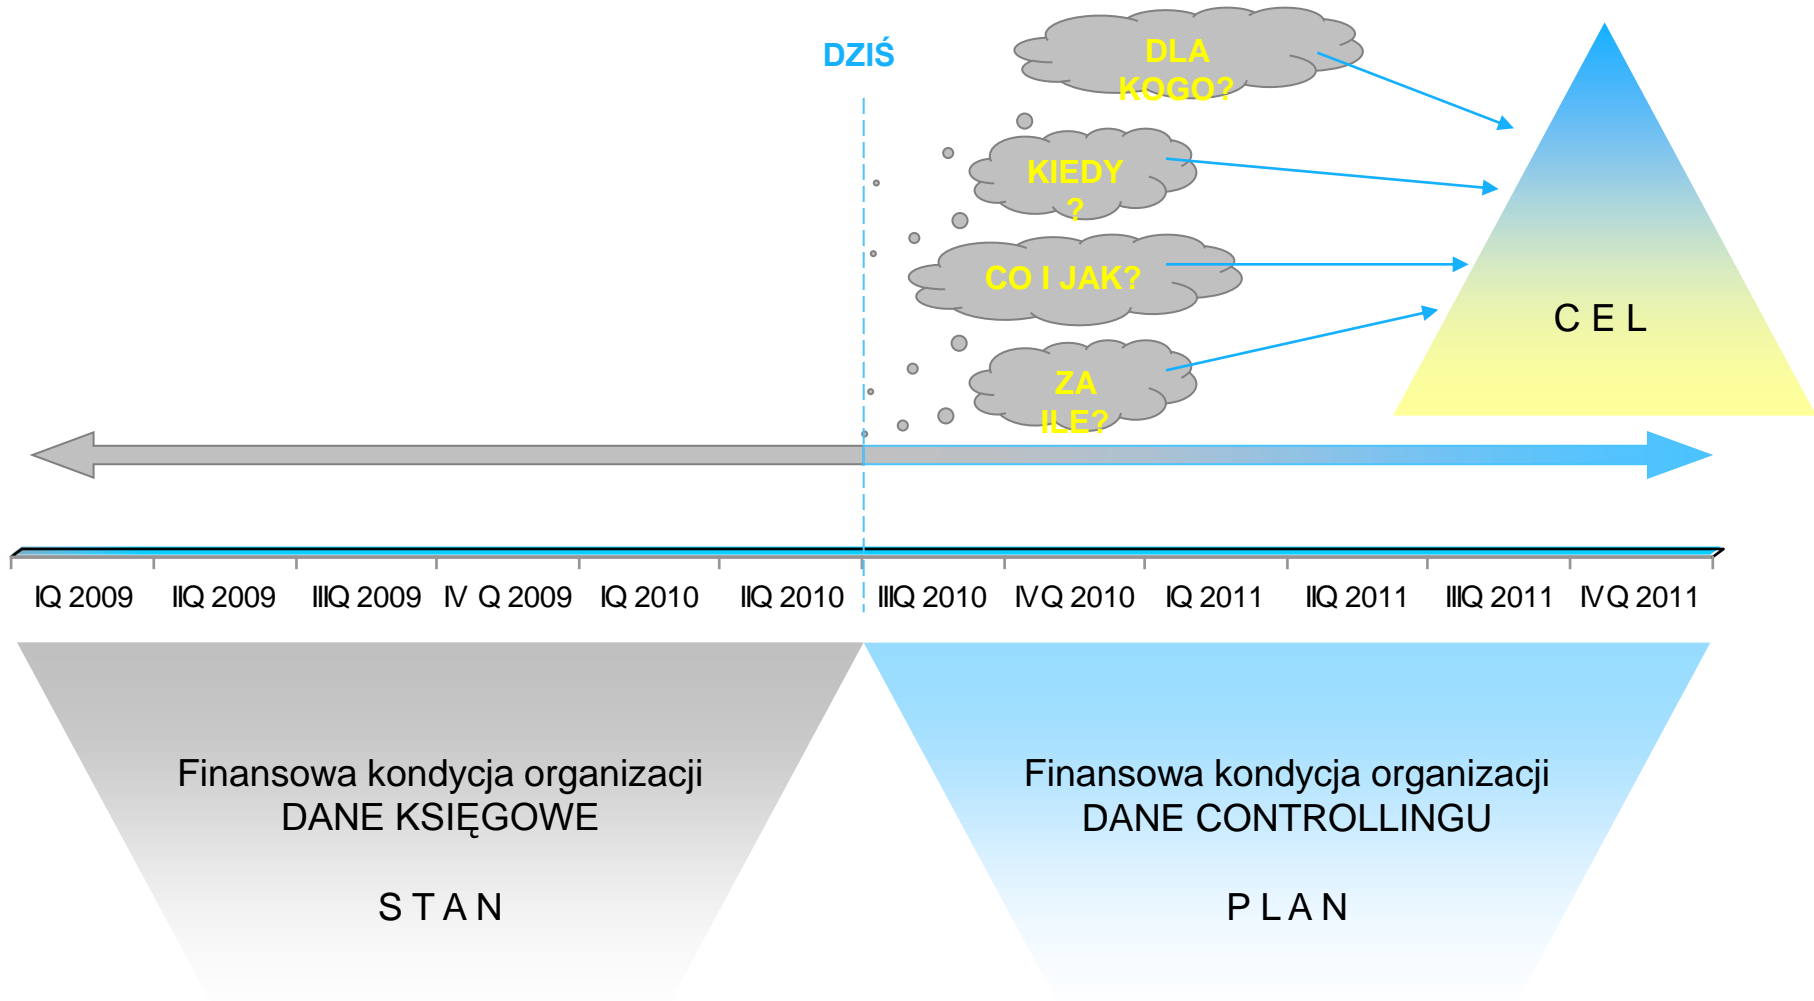 DZIŚ
DLA
KOGO?
KIEDY
?
CO I JAK?
ZA
ILE?
C E L
IQ 2009 IIQ 2009 IIIQ 2009 IV Q 2009 IQ 2010 IIQ 2010 IIIQ 2010 IVQ 2010 IQ 2011 IIQ 2011 IIIQ 2011 IVQ 2011
Finansowa kondycja organizacji
DANE KSIĘGOWE
S T A N
Finansowa kondycja organizacji
DANE CONTROLLINGU
P L A N